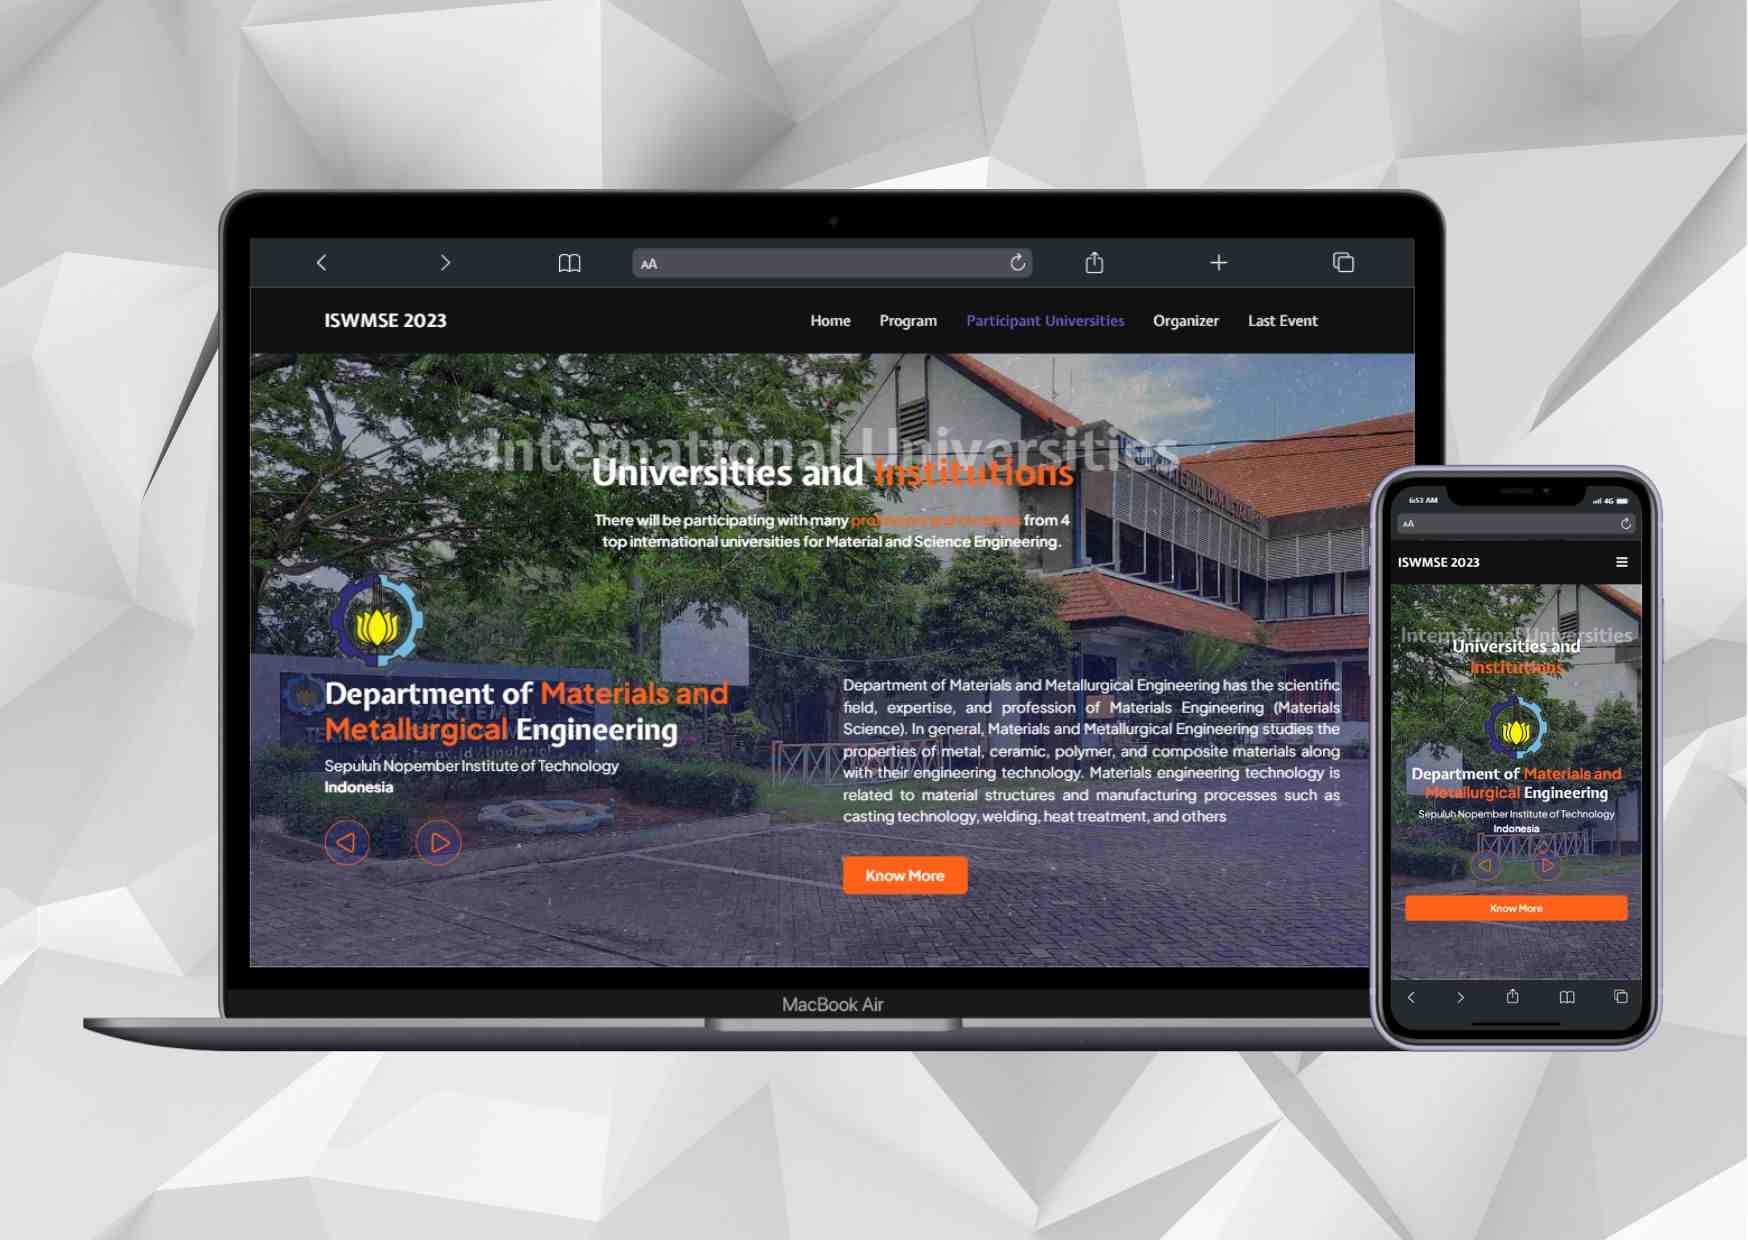 AA
ISWMSE 2023
Home Program Participant Universities Organizer Last Event
International Universities
Universities and Institutions
There will be participating with many professors and students from 4
top international universities for Material and Science Engineering.
Department of Materials and
Metallurgical Engineering
Sepuluh Nopember Institute of Technology
Indonesia
Department of Materials and Metallurgical Engineering has the scientific
field, expertise, and profession of Materials Engineering (Materials
Science). In general, Materials and Metallurgical Engineering studies the
properties of metal, ceramic, polymer, and composite materials along
with their engineering technology. Materials engineering technology is
related to material structures and manufacturing processes such as
casting technology, welding, heat treatment, and others
Know More
MacBook Air
6:53 AM 4G
AA
ISWMSE 2023
International Universities
Universities and
Institutions
Department of Materials and
Metallurgical Engineering
Sepuluh Nopember Institute of Technology
Indonesia
Know More